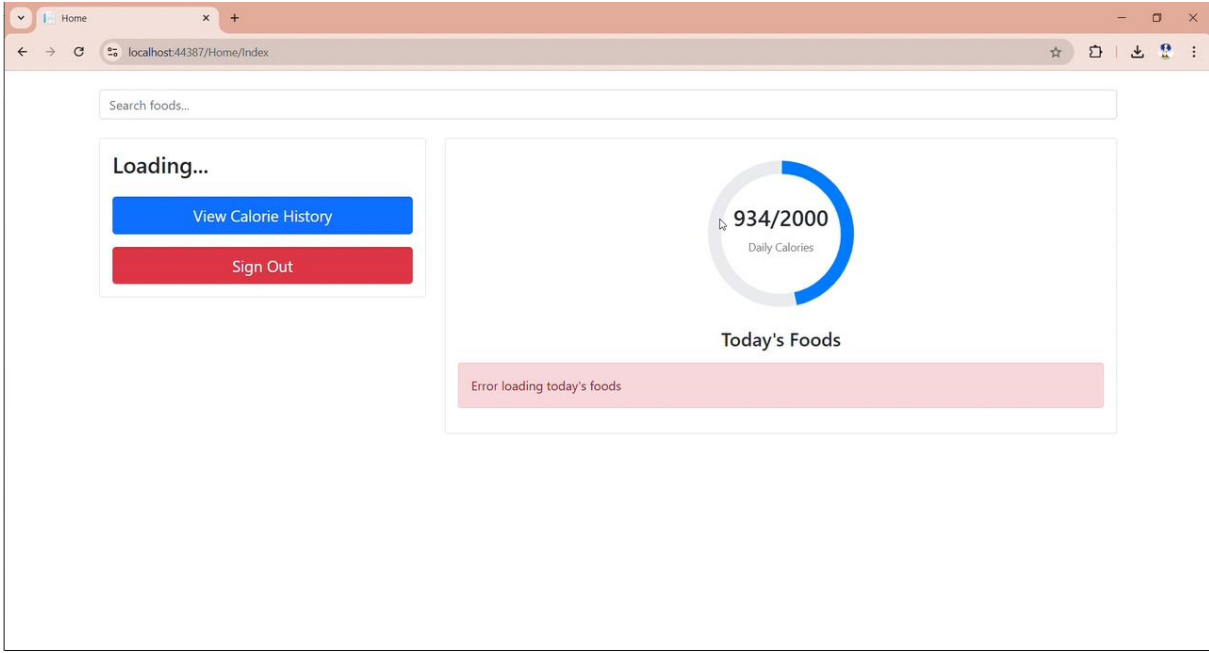 Home
localhost:44387/Home/Index
Search foods...
Loading...
View Calorie History
Sign Out
934/2000
Daily Calories
Today's Foods
Error loading today's foods